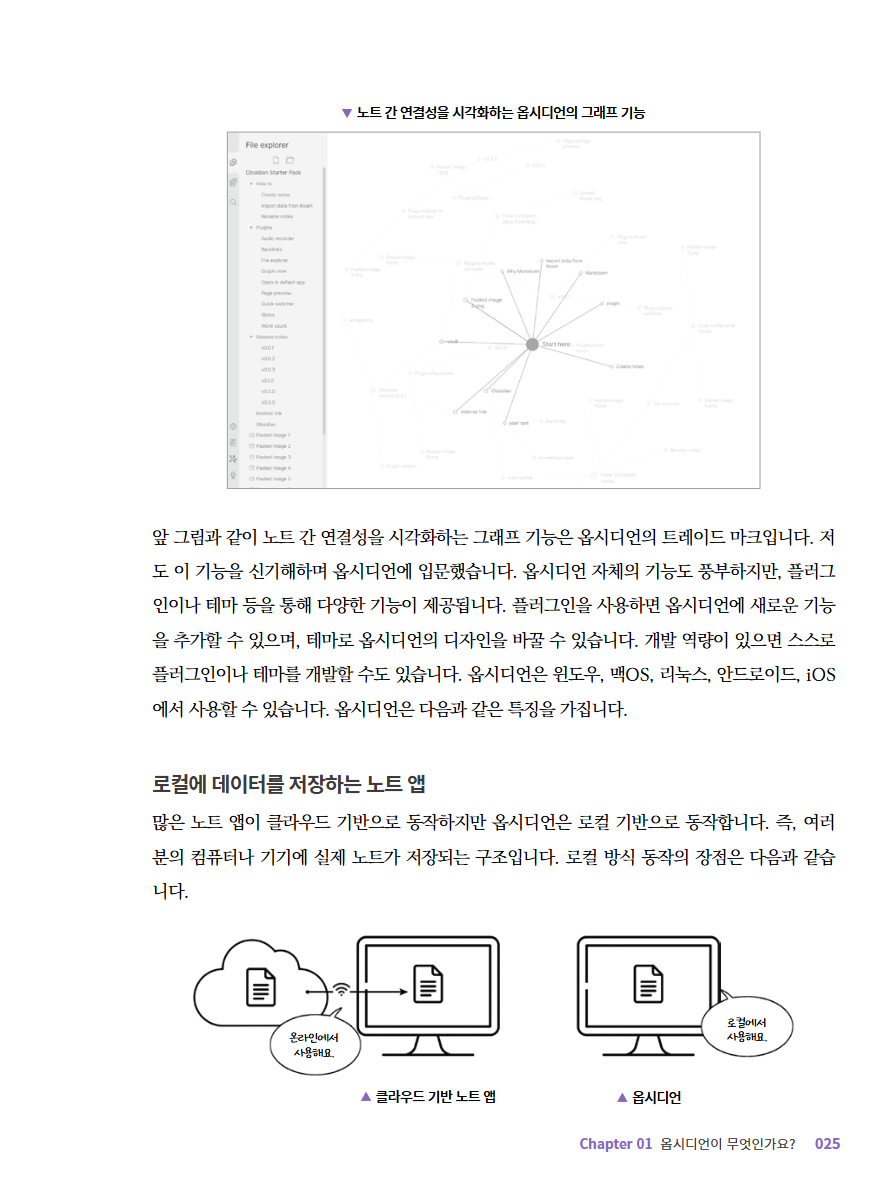 ▼ 노트 간 연결성을 시각화하는 옵시디언의 그래프 기능
File explorer
Obsidian Starter Pack
How to
Create notes
Import data from Roam
Rename notes
Plugins
Audio recorder
Backlinks
File explorer
Graph view
Open in default app
Page preview
Quick switcher
Slides
Word count
Release notes
v0.0.1
v0.0.2
v0.0.3
v0.1.0
v0.2.0
v0.3.0
Internal link
Obsidian
Pasted image 1
Pasted image 2
Pasted image 3
Pasted image 4
Pasted image 5
Import data from
Roam
Why Markdown
Markdown
Pasted image
graph
vault
Start here.
Create notes
Obsidian
Internal link
plain text
앞 그림과 같이 노트 간 연결성을 시각화하는 그래프 기능은 옵시디언의 트레이드 마크입니다. 저
도 이 기능을 신기해하며 옵시디언에 입문했습니다. 옵시디언 자체의 기능도 풍부하지만, 플러그
인이나 테마 등을 통해 다양한 기능이 제공됩니다. 플러그인을 사용하면 옵시디언에 새로운 기능
을 추가할 수 있으며, 테마로 옵시디언의 디자인을 바꿀 수 있습니다. 개발 역량이 있으면 스스로
플러그인이나 테마를 개발할 수도 있습니다. 옵시디언은 윈도우, 맥OS, 리눅스, 안드로이드, iOS
에서 사용할 수 있습니다. 옵시디언은 다음과 같은 특징을 가집니다.
로컬에 데이터를 저장하는 노트 앱
많은 노트 앱이 클라우드 기반으로 동작하지만 옵시디언은 로컬 기반으로 동작합니다. 즉, 여러
분의 컴퓨터나 기기에 실제 노트가 저장되는 구조입니다. 로컬 방식 동작의 장점은 다음과 같습
니다.
온라인에서
사용해요.
로컬에서
사용해요.
▲ 클라우드 기반 노트 앱
▲ 옵시디언
Chapter 01 옵시디언이 무엇인가요? 025